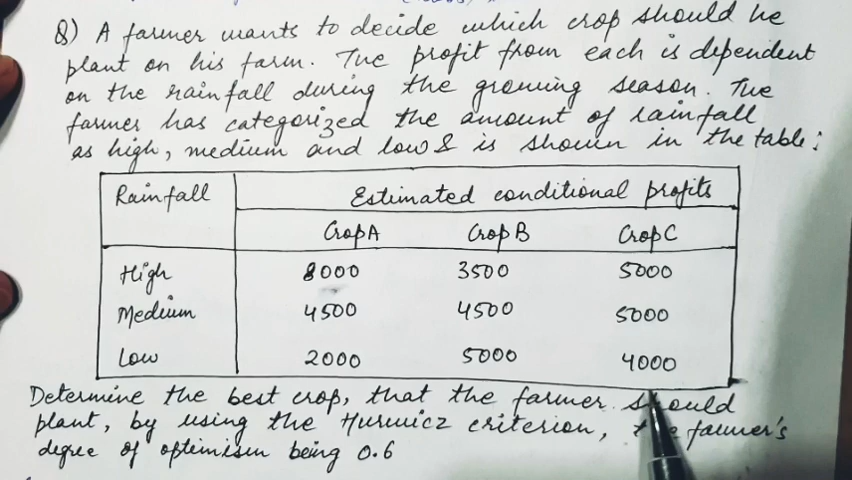 Q) A farmer wants to decide which crop should he
plant on his farm. The profit from each is dependent
on the rainfall during the growing season. The
farmer has categorized the amount of rainfall
as high, medium and low & is shown in the table:
Rainfall Estimated conditional profits
Crop A Crop B Crop C
High 8000 3500 5000
Medium 4500 4500 5000
Low 2000 5000 4000
Determine the best crop, that the farmer should
plant, by using the Hurwicz criterion, farmer's
degree of optimism being 0.6